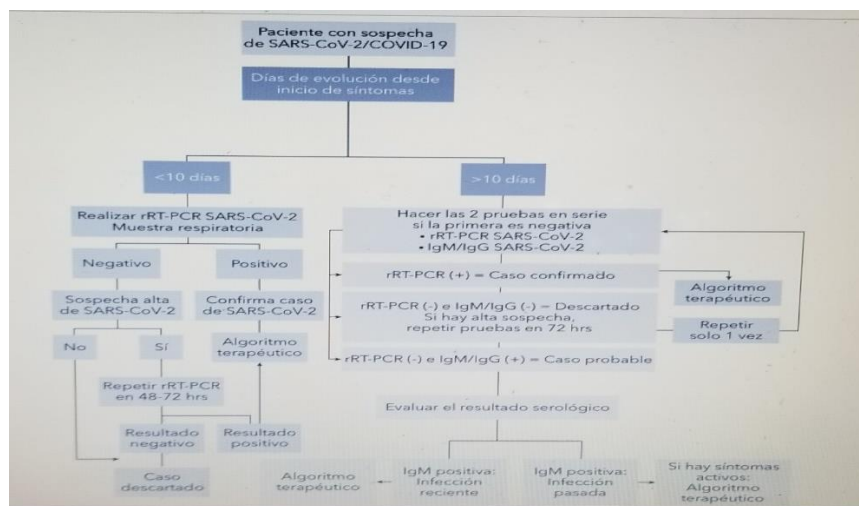 Paciente con sospecha
de SARS-CoV-2/COVID-19
Días de evolución desde
inicio de síntomas
<10 días
>10 días
Realizar rRT-PCR SARS-CoV-2
Muestra respiratoria
Negativo
Positivo
Sospecha alta
de SARS-CoV-2
Confirma caso
de SARS-CoV-2
No
Sí
Algoritmo
terapéutico
Repetir rRT-PCR
en 48-72 hrs
Resultado
negativo
Resultado
positivo
Caso
descartado
Hacer las 2 pruebas en serie
si la primera es negativa
• rRT-PCR SARS-CoV-2
• IgM/IgG SARS-CoV-2
rRT-PCR (+) = Caso confirmado
Algoritmo
terapéutico
rRT-PCR (-) e IgM/IgG (-) = Descartado
Si hay alta sospecha,
repetir pruebas en 72 hrs
Repetir
solo 1 vez
rRT-PCR (-) e IgM/IgG (+) = Caso probable
Evaluar el resultado serológico
Algoritmo
terapéutico
IgM positiva:
Infección
reciente
IgM positiva:
Infección
pasada
Si hay síntomas
activos:
Algoritmo
terapéutico